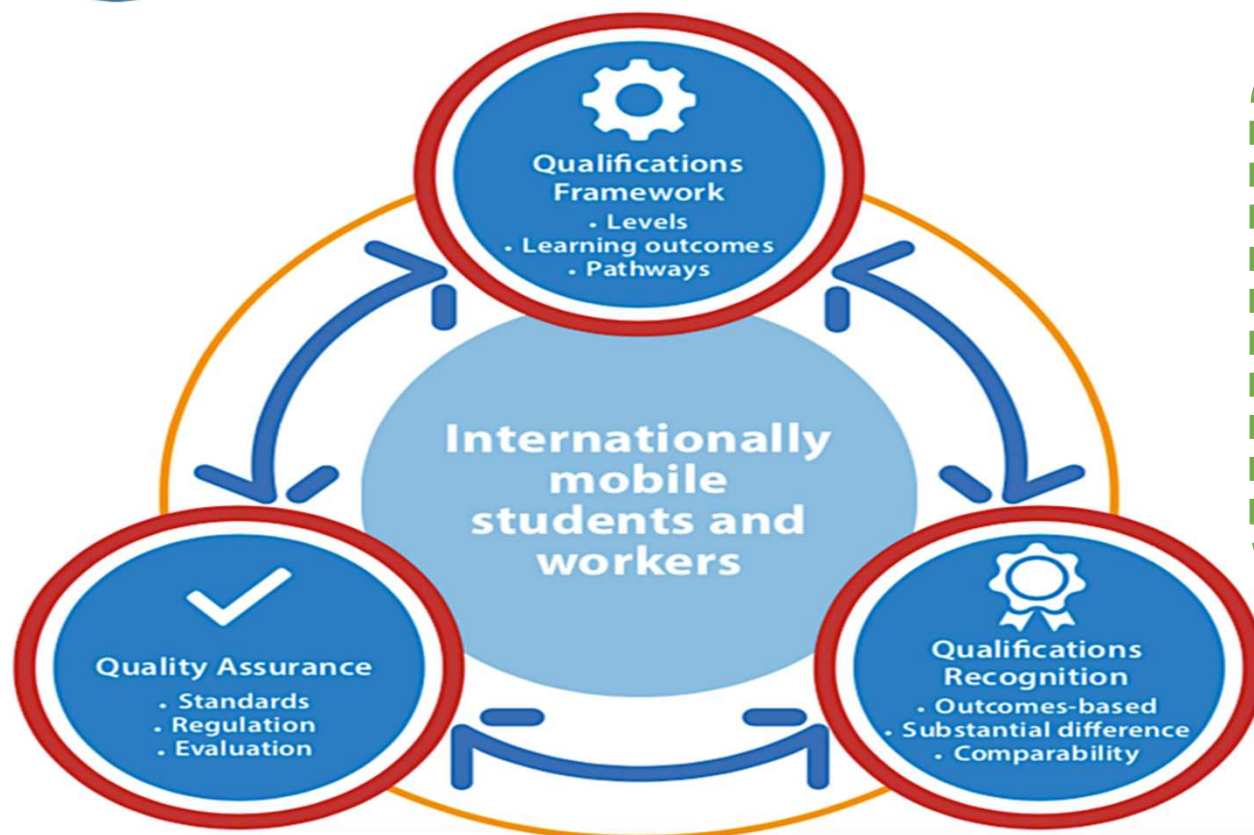 Qualifications
Framework
• Levels
• Learning outcomes
• Pathways
Internationally
mobile
students and
workers
Quality Assurance
• Standards
• Regulation
• Evaluation
Qualifications
Recognition
• Outcomes-based
• Substantial difference
• Comparability